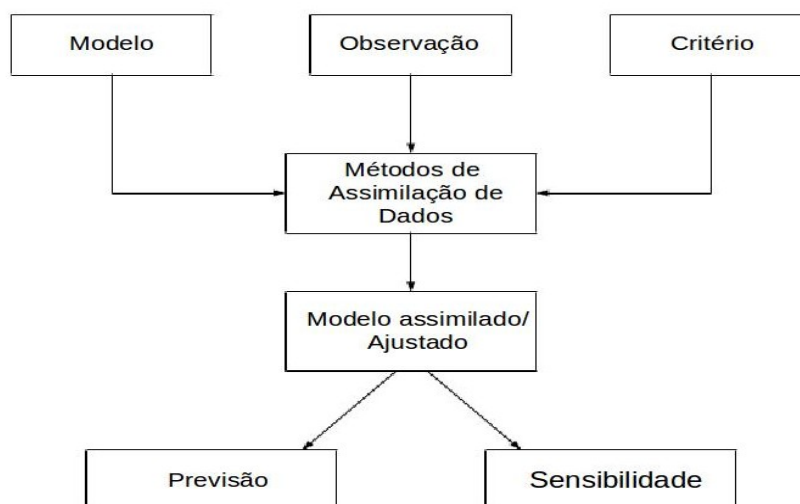 Modelo
Observação
Critério
Métodos de
Assimilação de
Dados
Modelo assimilado/
Ajustado
Previsão
Sensibilidade